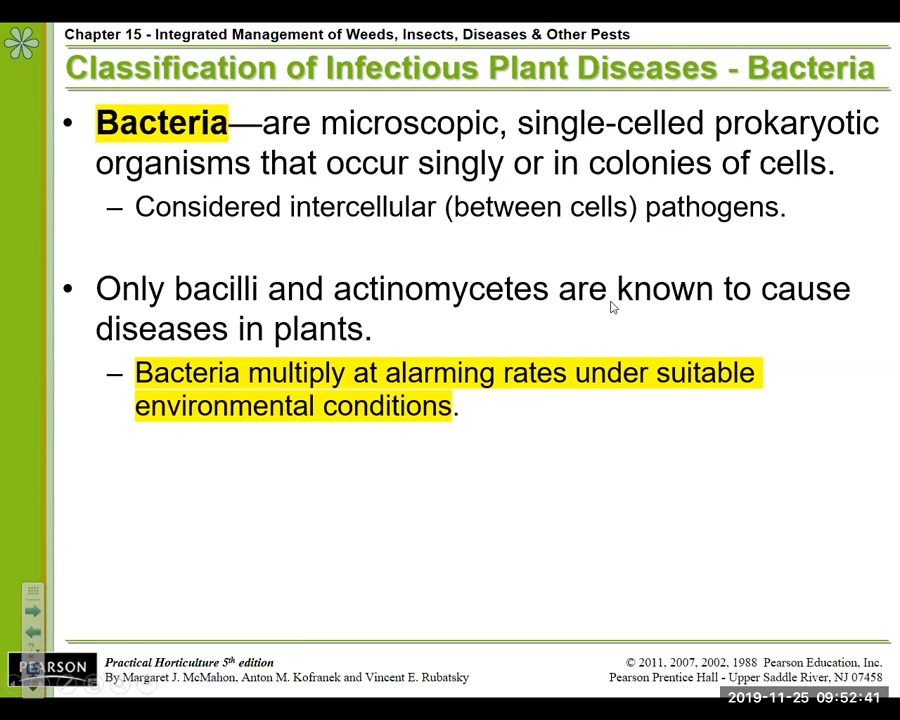 Chapter 15 - Integrated Management of Weeds, Insects, Diseases & Other Pests
Classification of Infectious Plant Diseases - Bacteria
• Bacteria—are microscopic, single-celled prokaryotic
organisms that occur singly or in colonies of cells.
– Considered intercellular (between cells) pathogens.
• Only bacilli and actinomycetes are known to cause
diseases in plants.
– Bacteria multiply at alarming rates under suitable
environmental conditions.
PEARSON
Practical Horticulture 5th edition
By Margaret J. McMahon, Anton M. Kofranek and Vincent E. Rubatsky
© 2011, 2007, 2002, 1988 Pearson Education, Inc.
Pearson Prentice Hall - Upper Saddle River, NJ 07458
2019-11-25 09:52:41